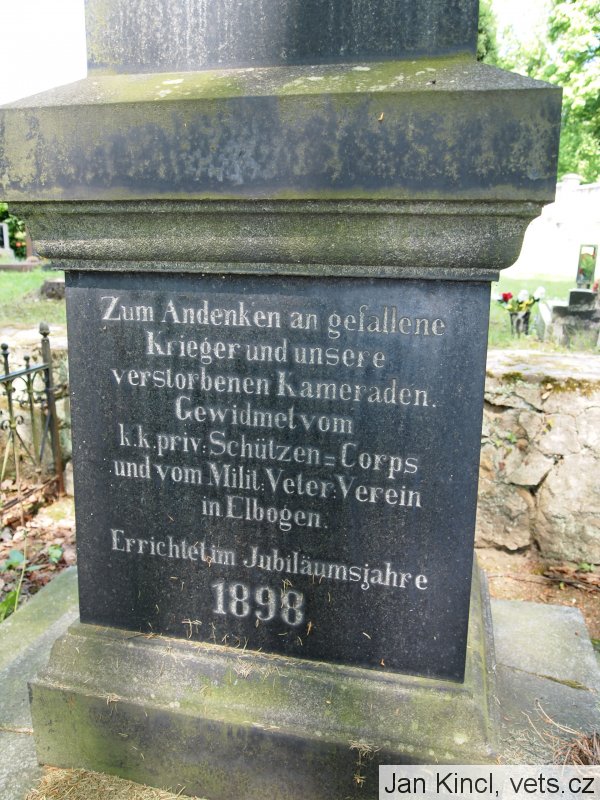 Zum Andenken an gefallene
Krieger und unsere
verstorbenen Kameraden.
Gewidmet vom
k.k.priv: Schützen=Corps
und vom Milit: Veter: Verein
in Elbogen.
Errichtet im Jubiläumsjahre
1898
Jan Kincl, vets.cz